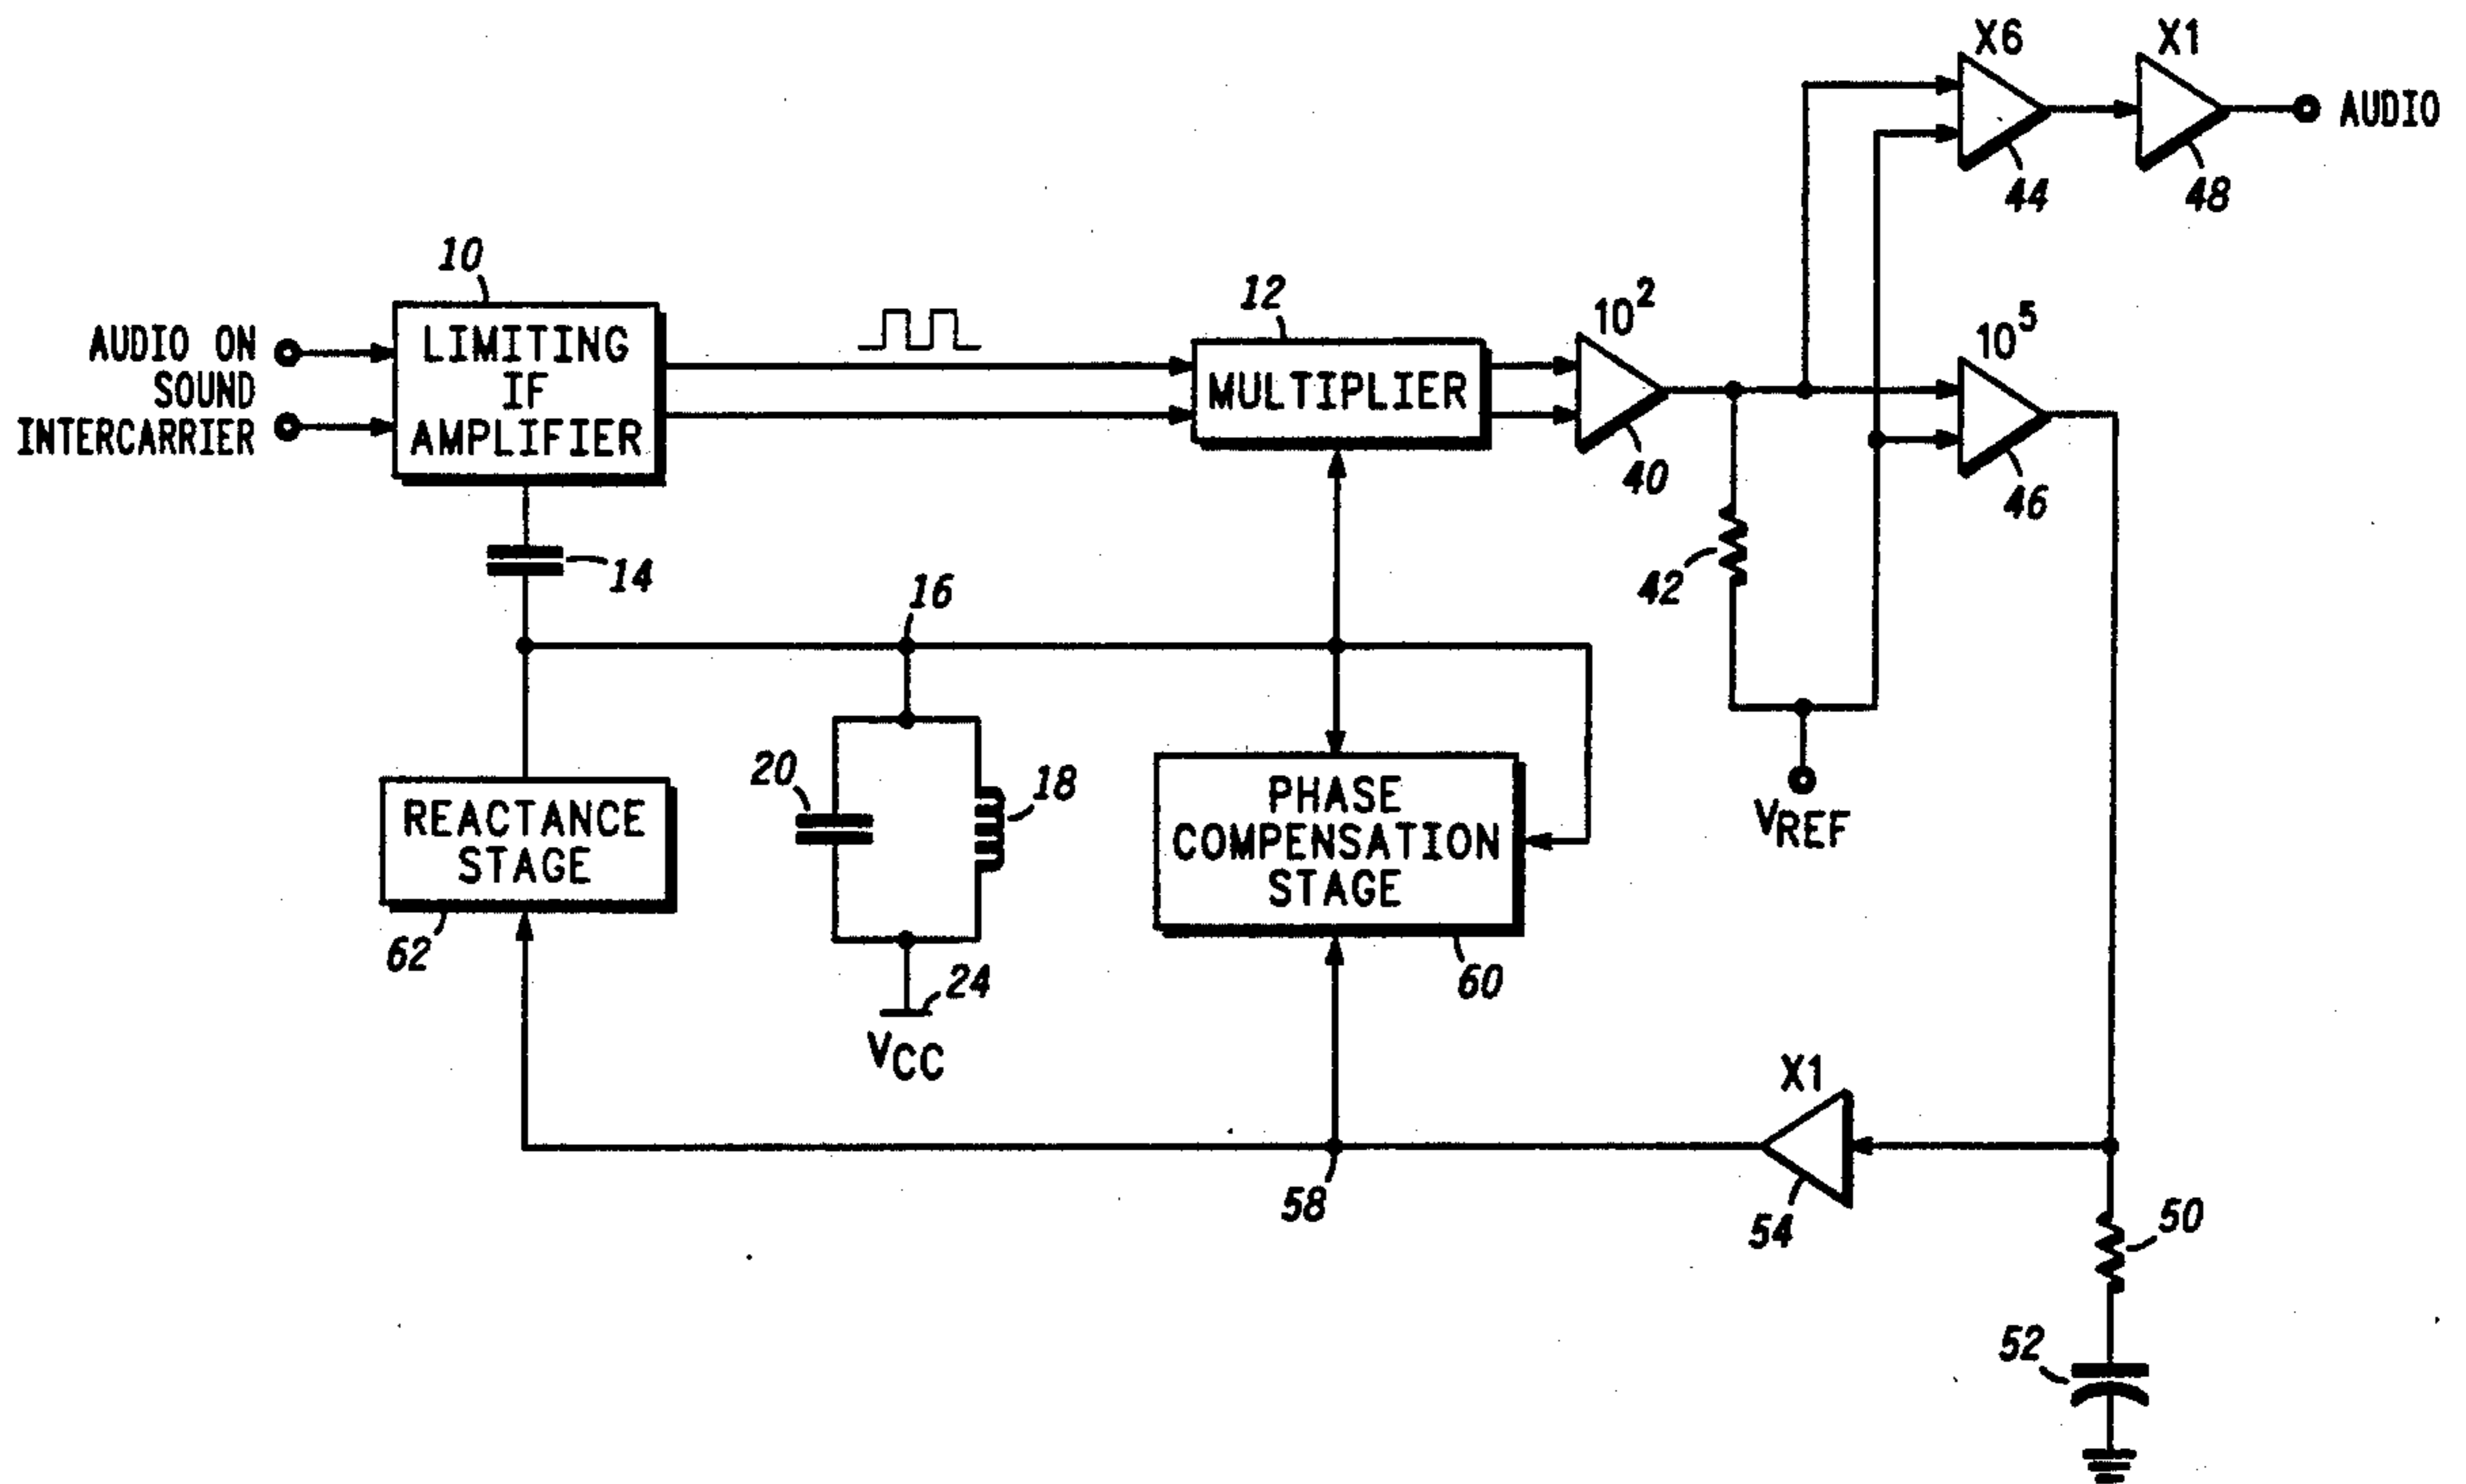 X6
X1
AUDIO
44
48
10
12
10²
10⁵
AUDIO ON
SOUND
INTERCARRIER
LIMITING
IF
AMPLIFIER
MULTIPLIER
40
46
14
42
16
20
18
REACTANCE
STAGE
PHASE
COMPENSATION
STAGE
VREF
62
24
60
VCC
X1
58
54
50
52